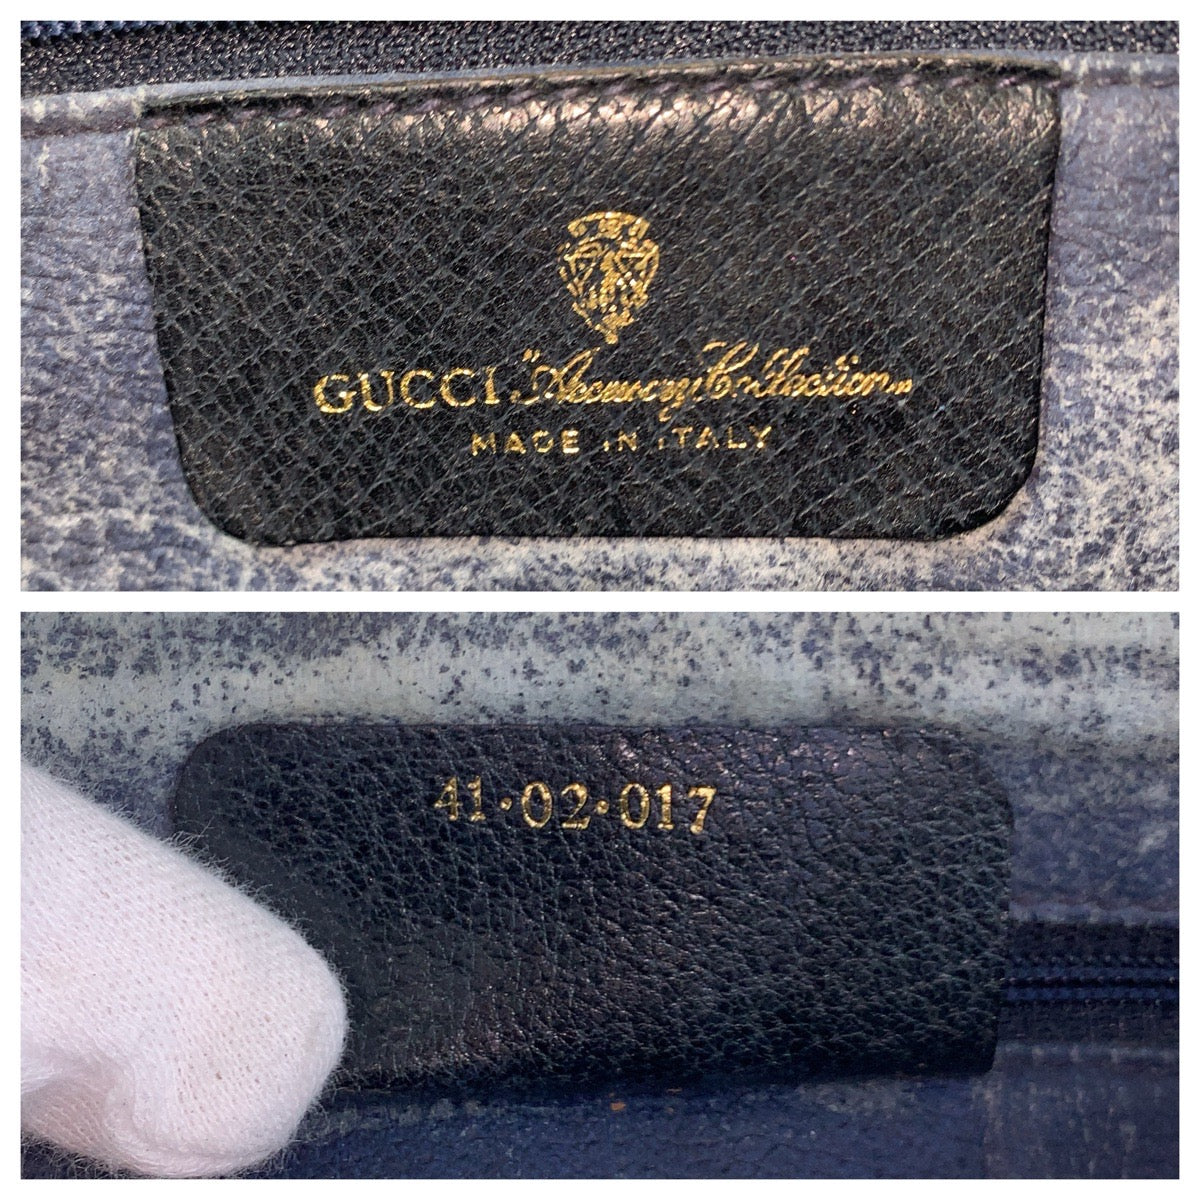 GUCCI "Accessory Collection"
MADE IN ITALY
41·02·017